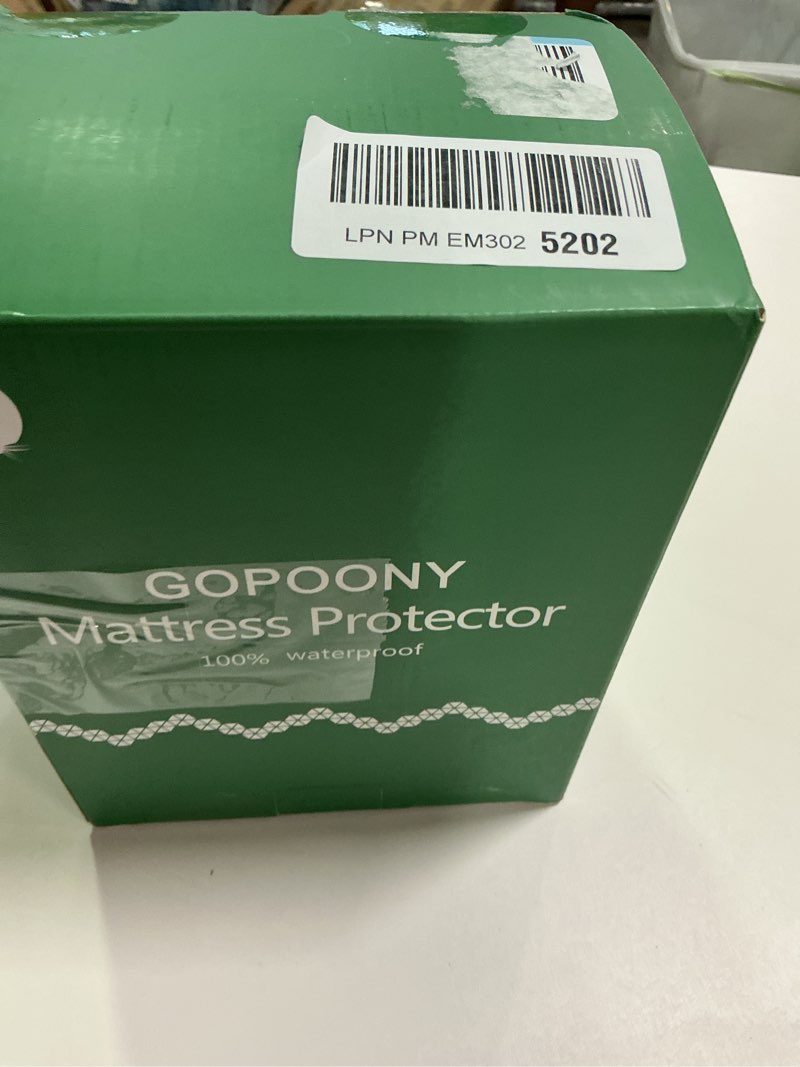 LPN PM EM302 5202
GOPOONY
Mattress Protector
100% waterproof